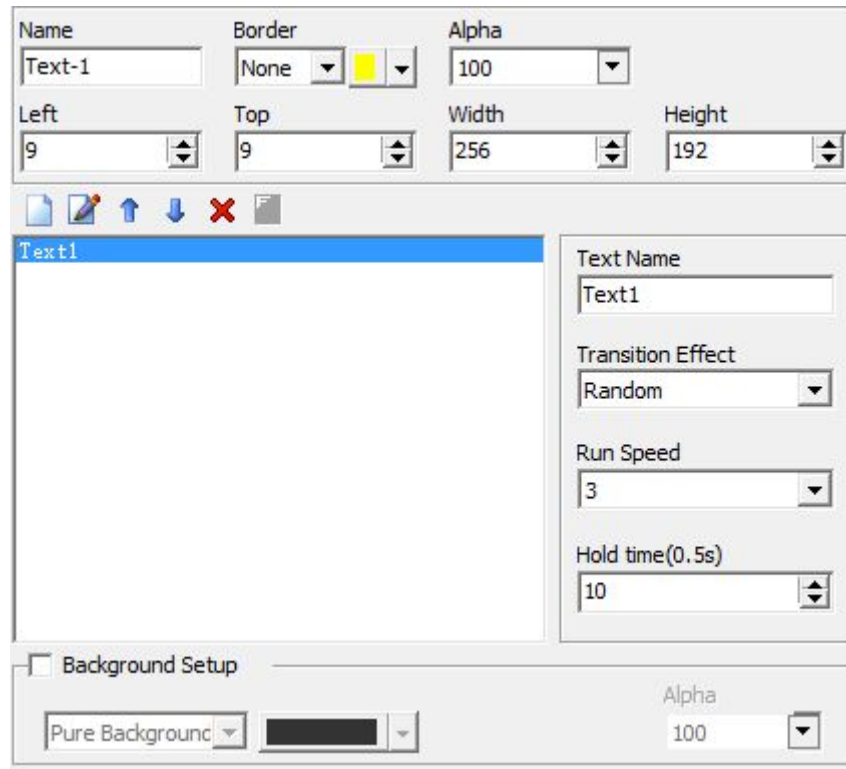 Name Border Alpha
Text-1 None 100
Left Top Width Height
9 9 256 192
Text1
Text Name
Text1
Transition Effect
Random
Run Speed
3
Hold time(0.5s)
10
Background Setup
Alpha
Pure Backgrounc 100